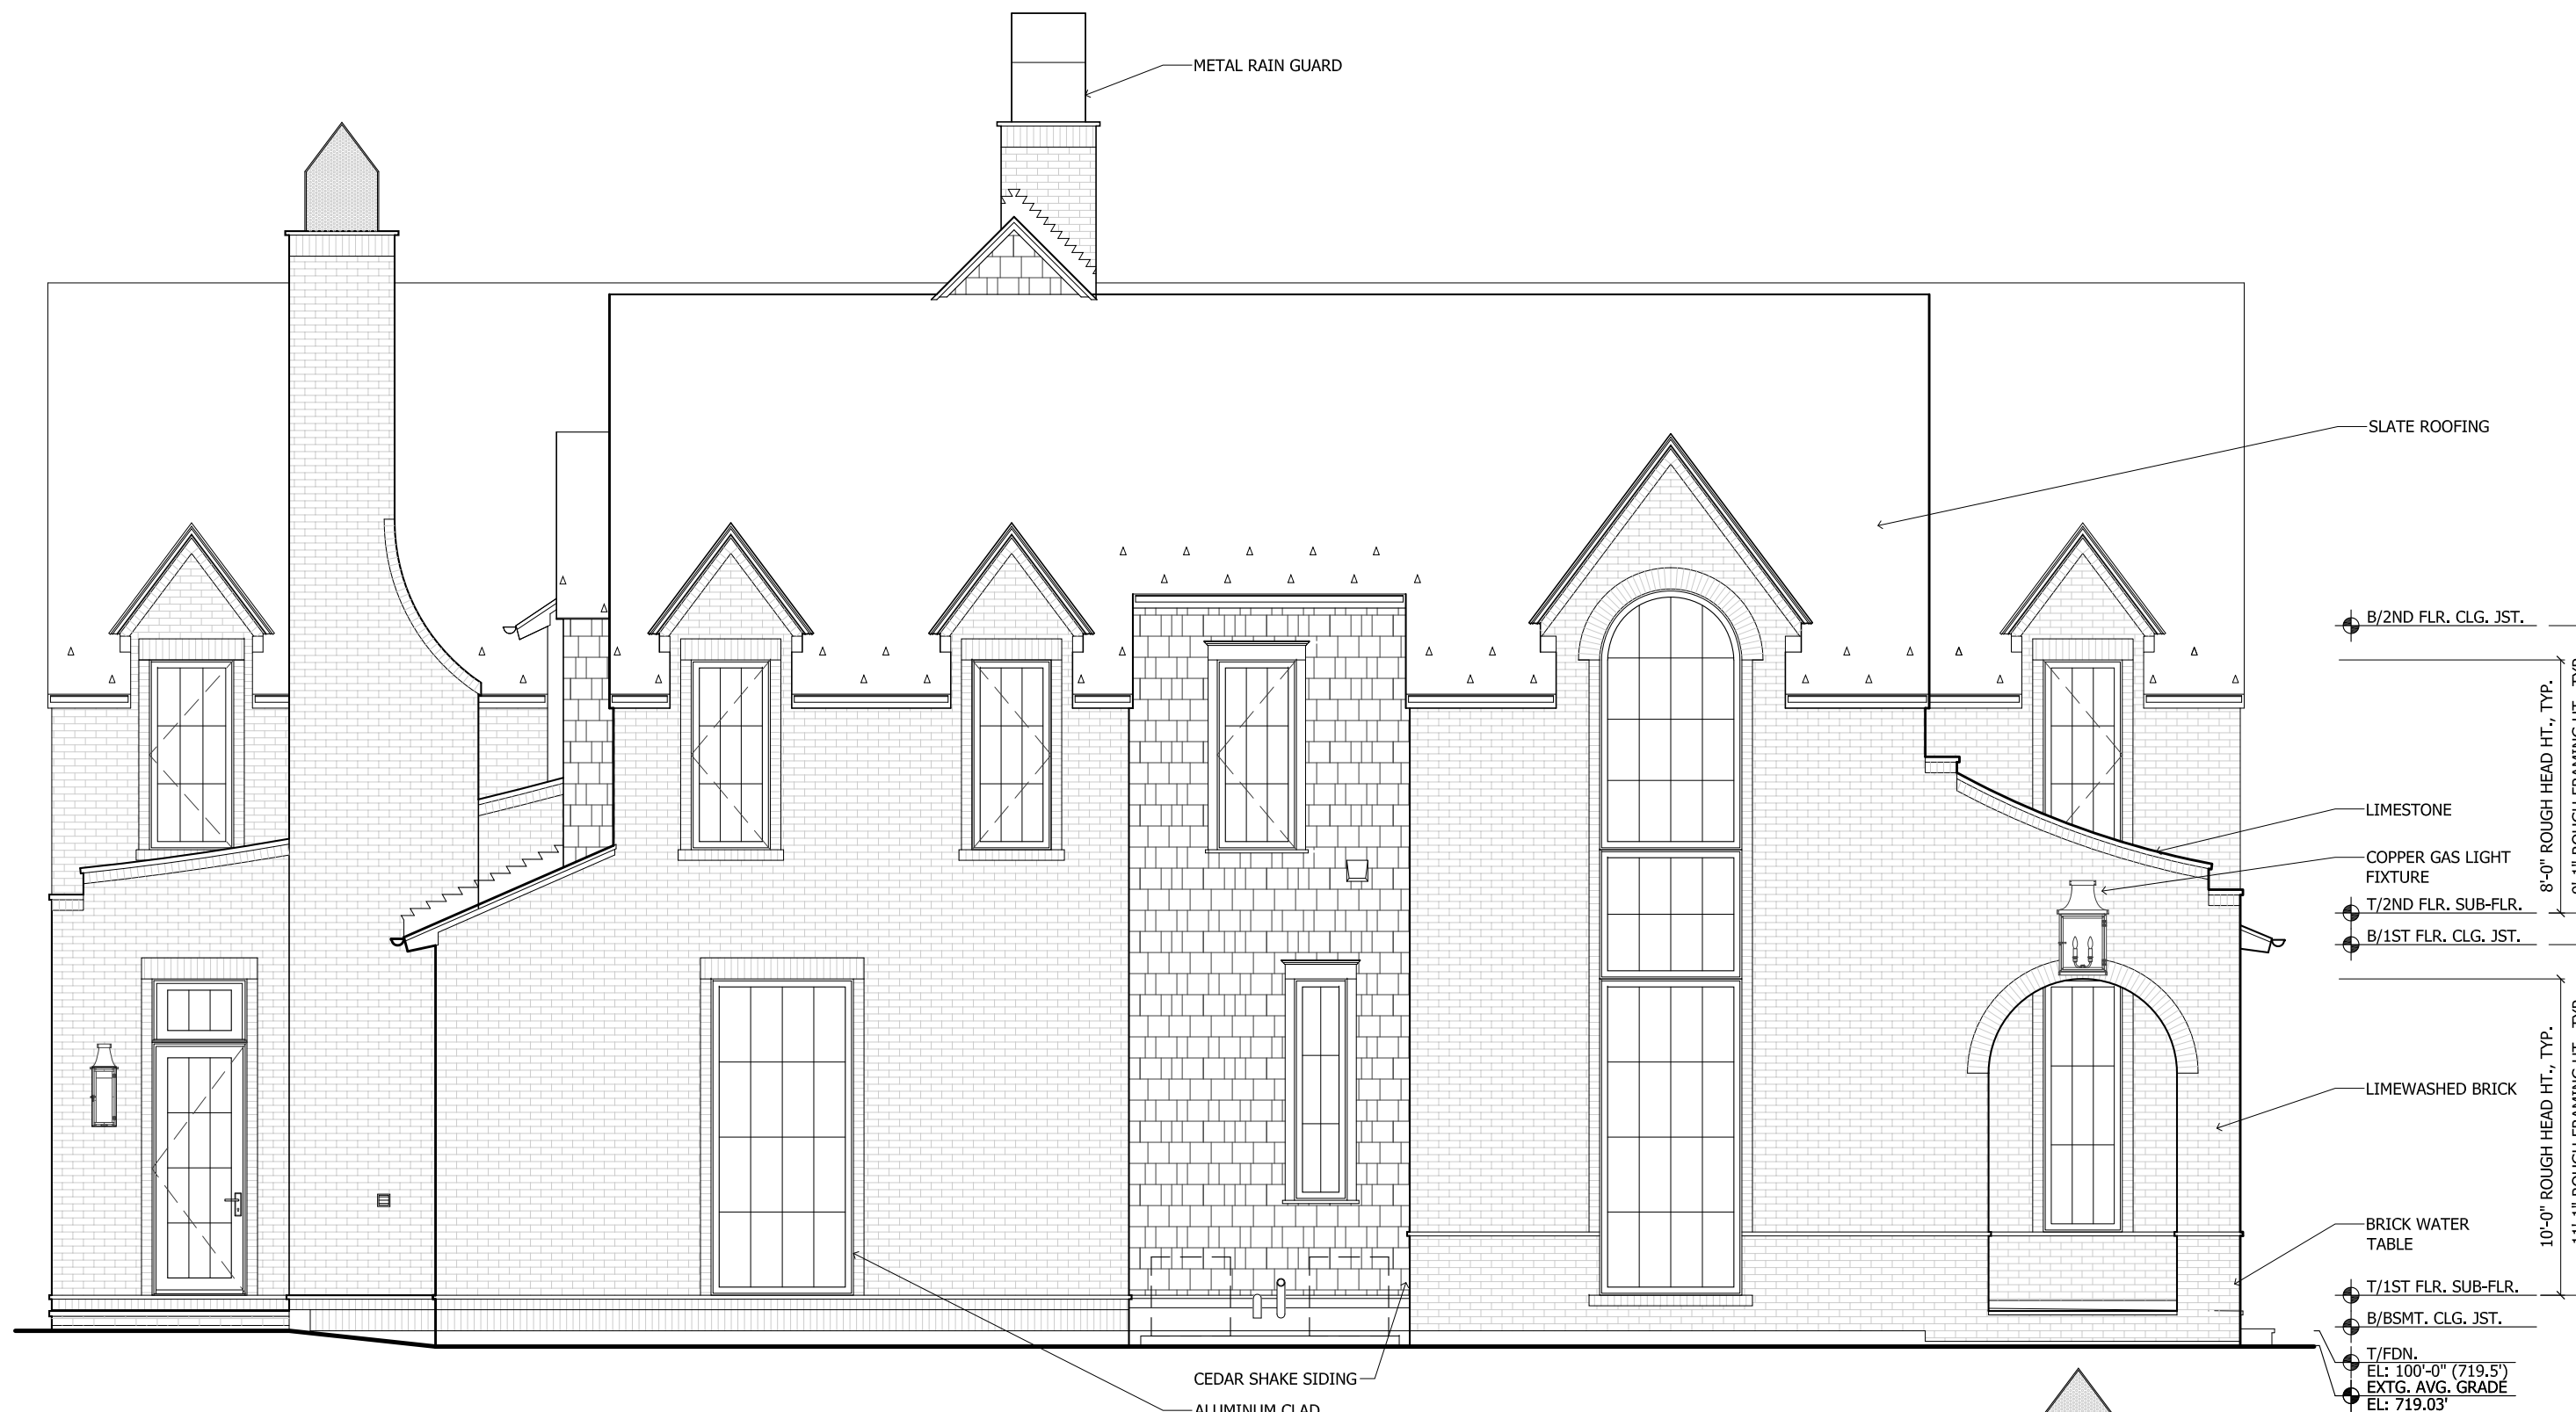 METAL RAIN GUARD
SLATE ROOFING
B/2ND FLR. CLG. JST.
8'-0" ROUGH HEAD HT., TYP.
LIMESTONE
COPPER GAS LIGHT
FIXTURE
T/2ND FLR. SUB-FLR.
B/1ST FLR. CLG. JST.
10'-0" ROUGH HEAD HT., TYP.
LIMEWASHED BRICK
BRICK WATER
TABLE
T/1ST FLR. SUB-FLR.
B/BSMT. CLG. JST.
T/FDN.
EL: 100'-0" (719.5')
EXTG. AVG. GRADE
EL: 719.03'
CEDAR SHAKE SIDING
ALUMINUM CLAD